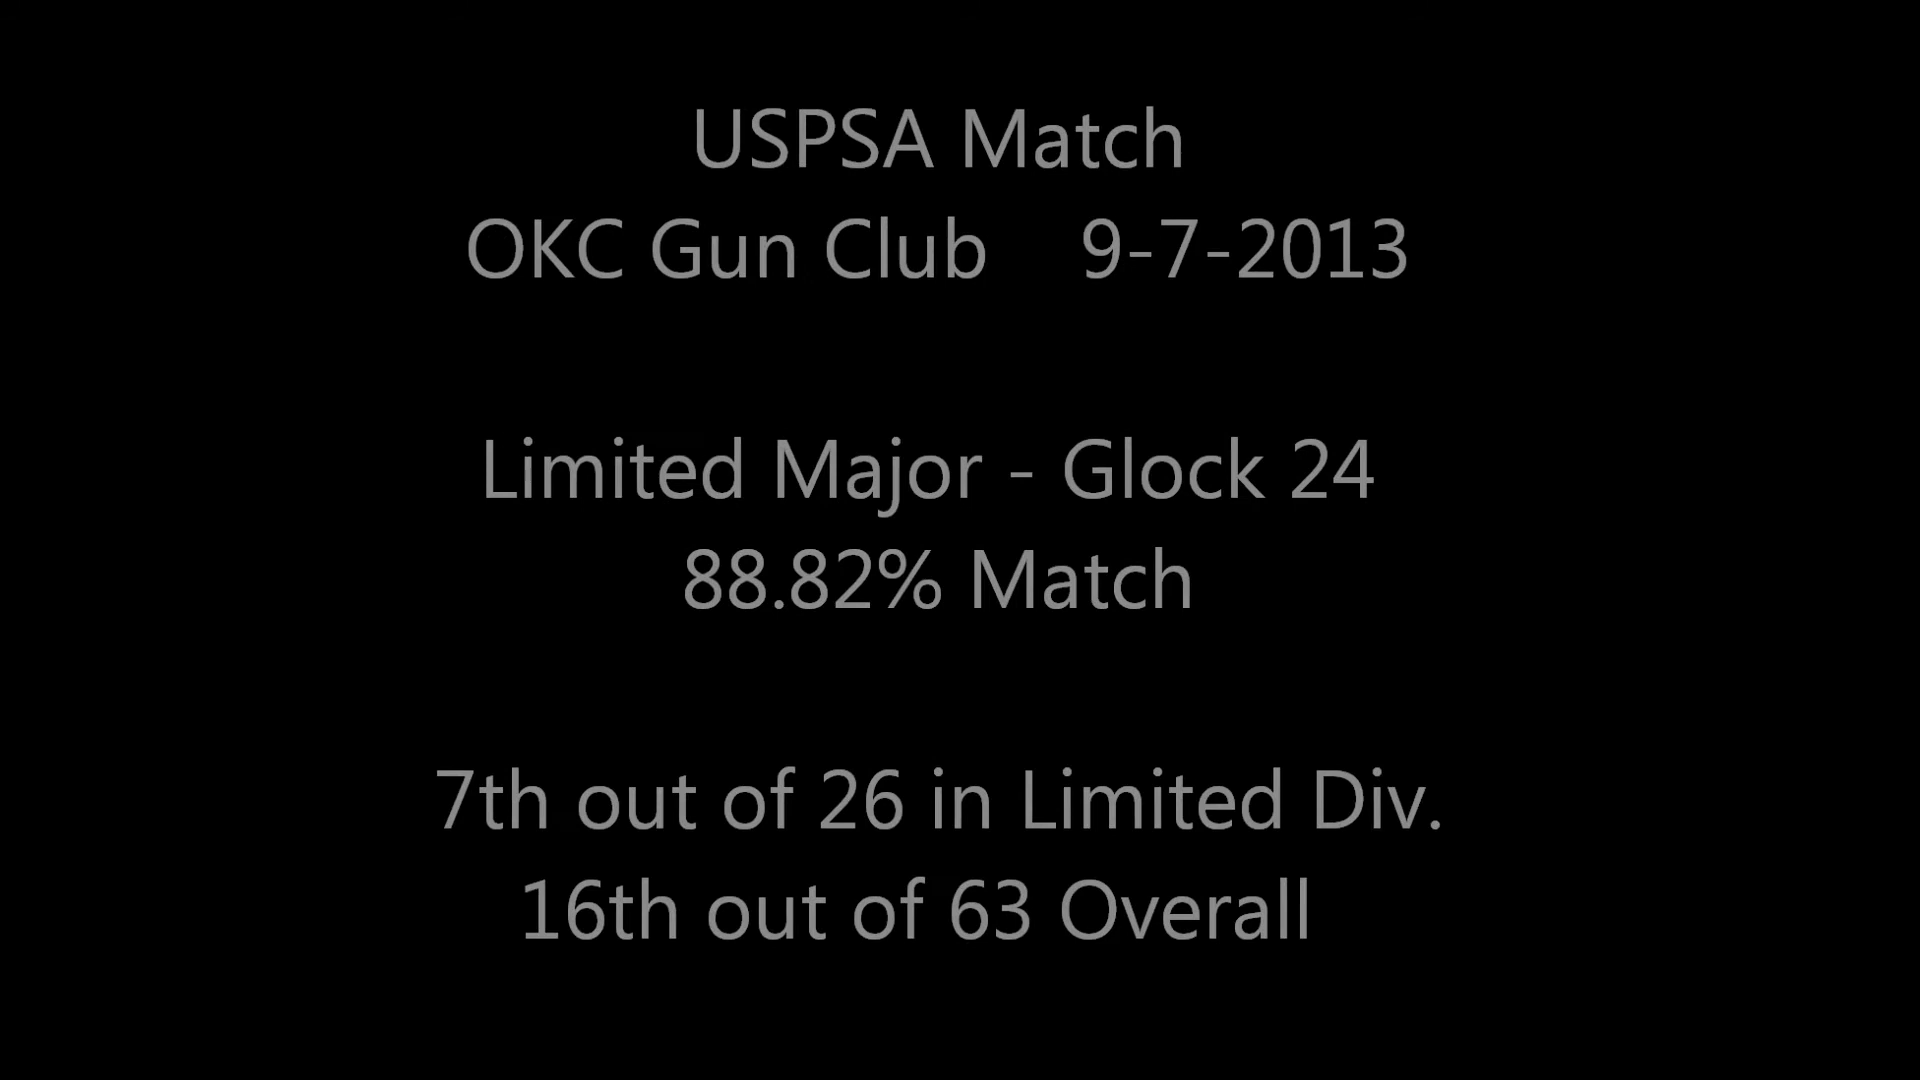 USPSA Match
OKC Gun Club    9-7-2013
Limited Major - Glock 24
88.82% Match
7th out of 26 in Limited Div.
16th out of 63 Overall